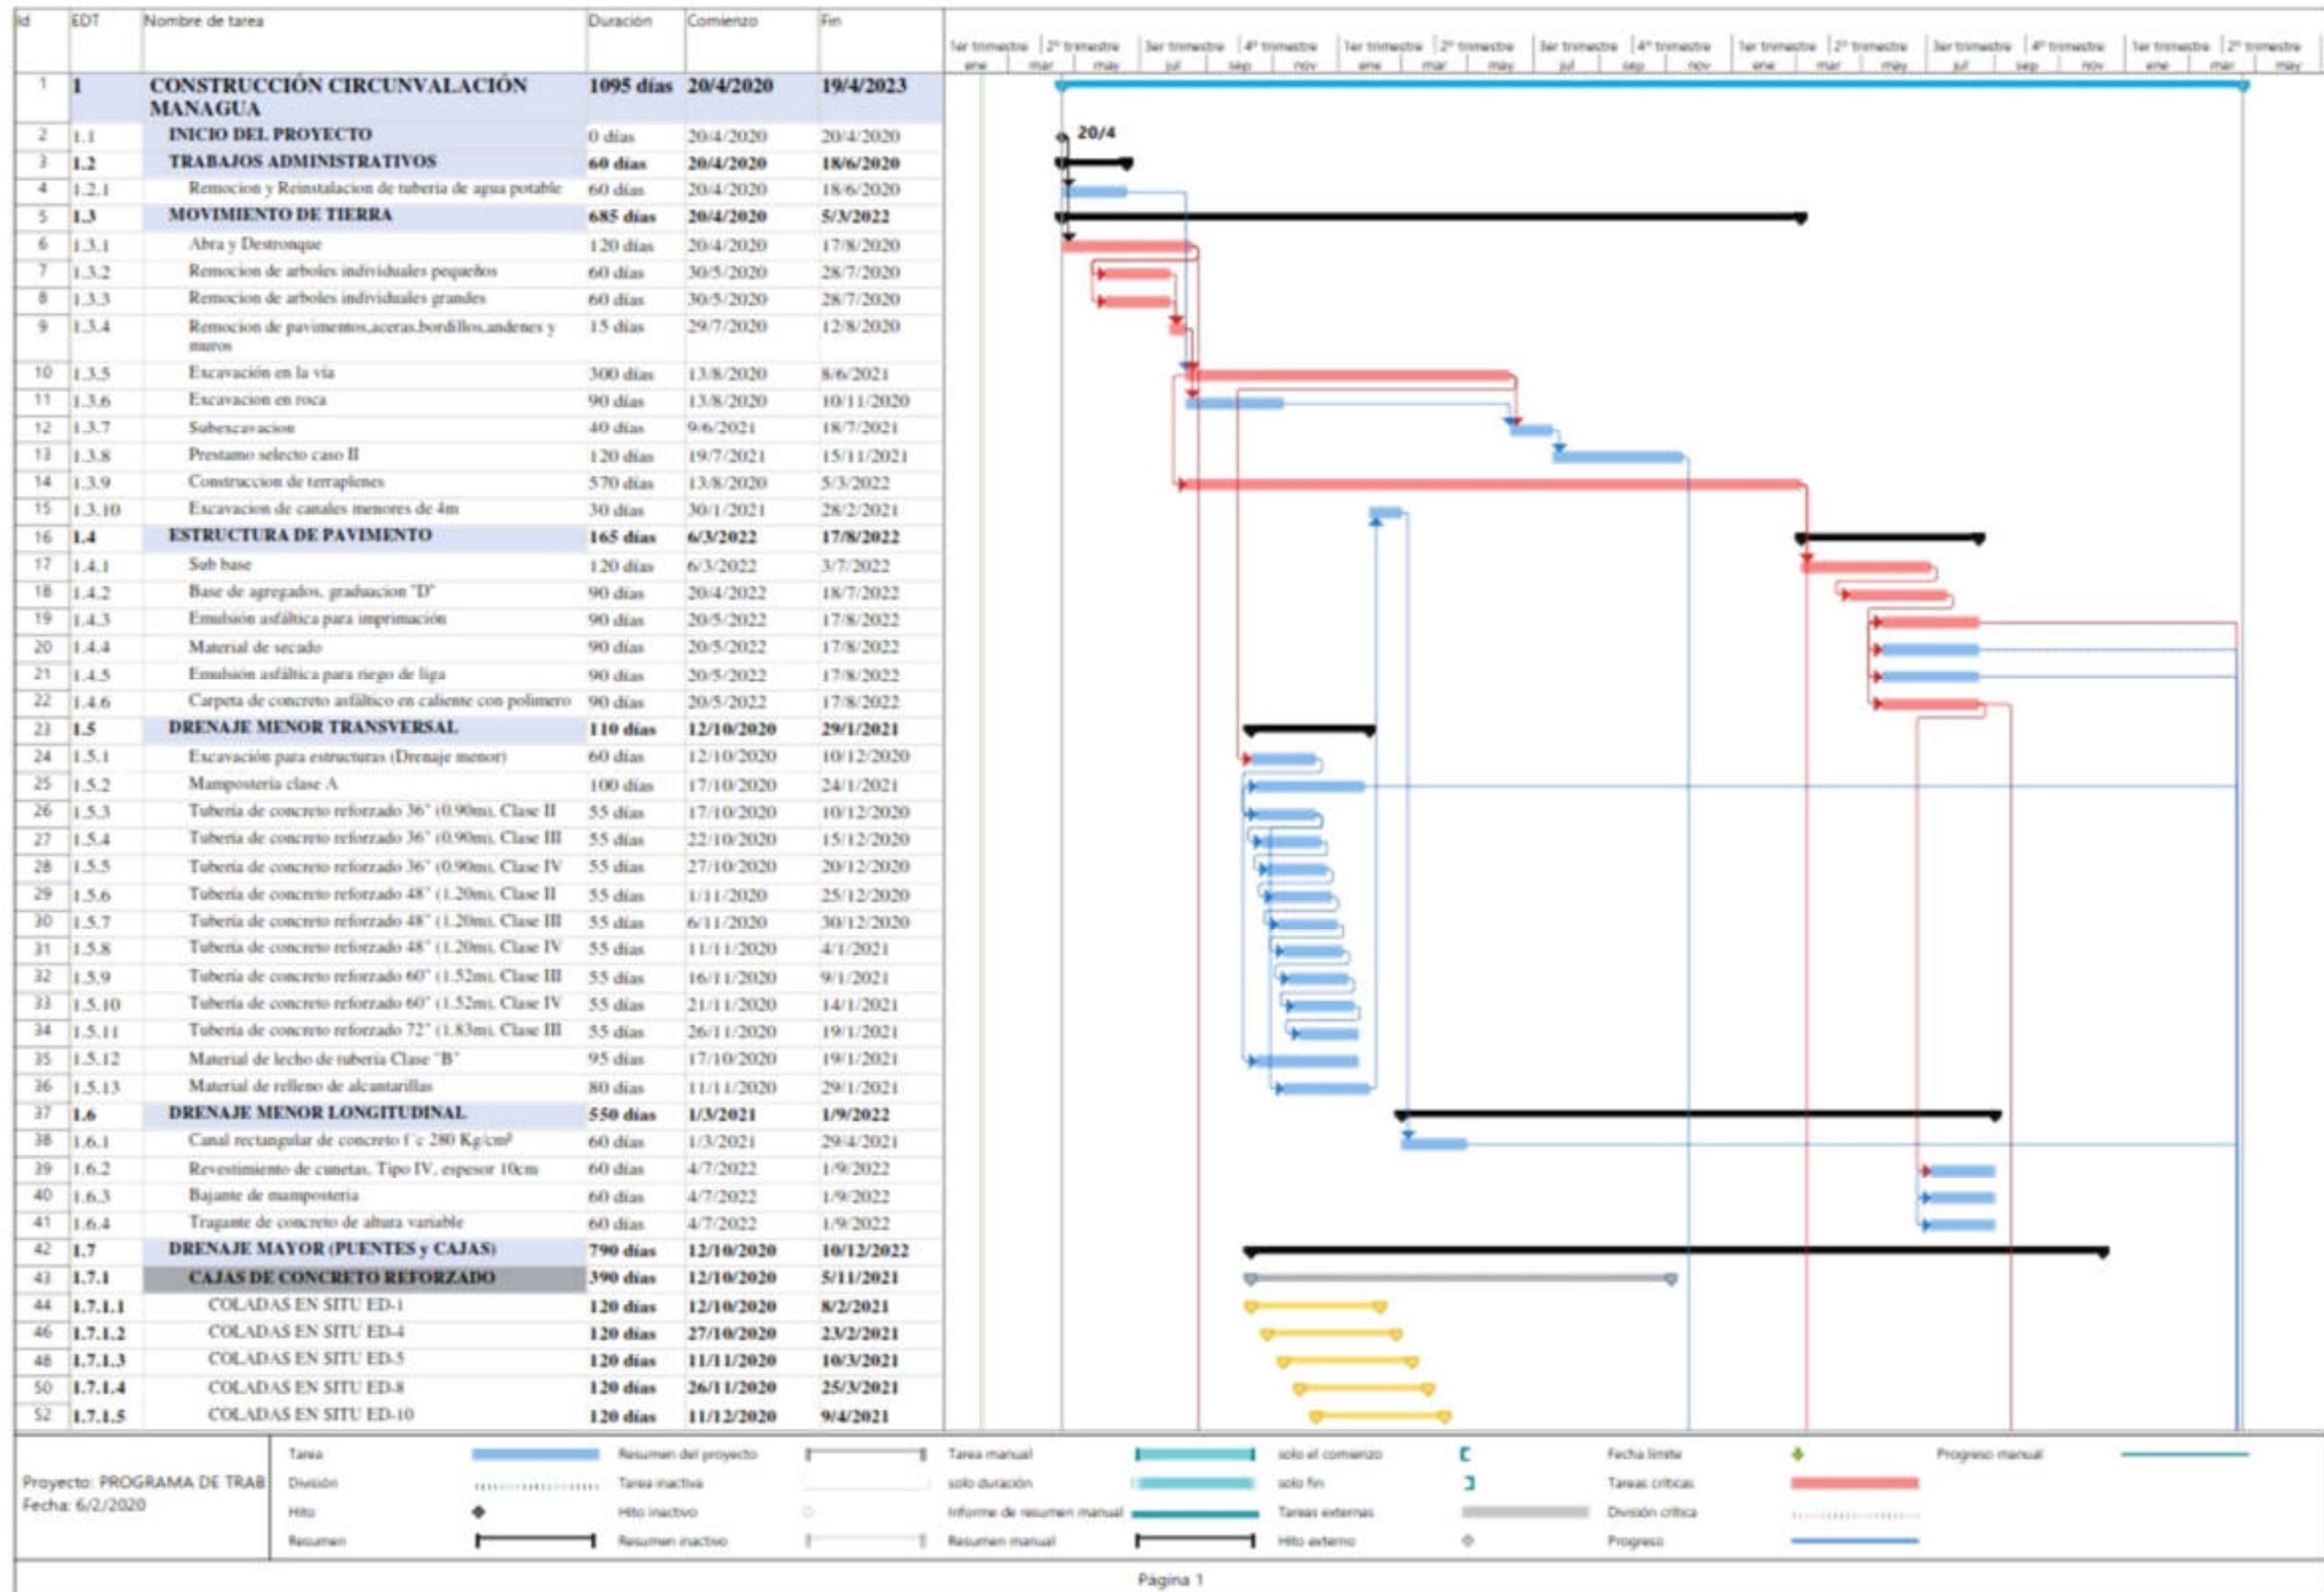 Id EDT Nombre de tarea Duración Comienzo Fin
1er trimestre 2º trimestre 3er trimestre 4º trimestre 1er trimestre 2º trimestre 3er trimestre 4º trimestre 1er trimestre 2º trimestre 3er trimestre 4º trimestre 1er trimestre 2º trimestre
ene mar may jul sep nov ene mar may jul sep nov ene mar may jul sep nov ene mar may
1 1 CONSTRUCCIÓN CIRCUNVALACIÓN 1095 días 20/4/2020 19/4/2023
MANAGUA
2 1.1 INICIO DEL PROYECTO 0 días 20/4/2020 20/4/2020 20/4
3 1.2 TRABAJOS ADMINISTRATIVOS 60 días 20/4/2020 18/6/2020
4 1.2.1 Remocion y Reinstalacion de tuberia de agua potable 60 días 20/4/2020 18/6/2020
5 1.3 MOVIMIENTO DE TIERRA 685 días 20/4/2020 5/3/2022
6 1.3.1 Abra y Destronque 120 días 20/4/2020 17/8/2020
7 1.3.2 Remocion de arboles individuales pequeños 60 días 30/5/2020 28/7/2020
8 1.3.3 Remocion de arboles individuales grandes 60 días 30/5/2020 28/7/2020
9 1.3.4 Remocion de pavimentos,aceras,bordillos,andenes y 15 días 29/7/2020 12/8/2020
muros
10 1.3.5 Excavación en la vía 300 días 13/8/2020 8/6/2021
11 1.3.6 Excavacion en roca 90 días 13/8/2020 10/11/2020
12 1.3.7 Subexcavacion 40 días 9/6/2021 18/7/2021
13 1.3.8 Prestamo selecto caso II 120 días 19/7/2021 15/11/2021
14 1.3.9 Construccion de terraplenes 570 días 13/8/2020 5/3/2022
15 1.3.10 Excavacion de canales menores de 4m 30 días 30/1/2021 28/2/2021
16 1.4 ESTRUCTURA DE PAVIMENTO 165 días 6/3/2022 17/8/2022
17 1.4.1 Sub base 120 días 6/3/2022 3/7/2022
18 1.4.2 Base de agregados, graduacion "D" 90 días 20/4/2022 18/7/2022
19 1.4.3 Emulsión asfáltica para imprimación 90 días 20/5/2022 17/8/2022
20 1.4.4 Material de secado 90 días 20/5/2022 17/8/2022
21 1.4.5 Emulsión asfáltica para riego de liga 90 días 20/5/2022 17/8/2022
22 1.4.6 Carpeta de concreto asfáltico en caliente con polimero 90 días 20/5/2022 17/8/2022
23 1.5 DRENAJE MENOR TRANSVERSAL 110 días 12/10/2020 29/1/2021
24 1.5.1 Excavación para estructuras (Drenaje menor) 60 días 12/10/2020 10/12/2020
25 1.5.2 Mampostería clase A 100 días 17/10/2020 24/1/2021
26 1.5.3 Tubería de concreto reforzado 36" (0.90m), Clase II 55 días 17/10/2020 10/12/2020
27 1.5.4 Tubería de concreto reforzado 36" (0.90m), Clase III 55 días 22/10/2020 15/12/2020
28 1.5.5 Tubería de concreto reforzado 36" (0.90m), Clase IV 55 días 27/10/2020 20/12/2020
29 1.5.6 Tubería de concreto reforzado 48" (1.20m), Clase II 55 días 1/11/2020 25/12/2020
30 1.5.7 Tubería de concreto reforzado 48" (1.20m), Clase III 55 días 6/11/2020 30/12/2020
31 1.5.8 Tubería de concreto reforzado 48" (1.20m), Clase IV 55 días 11/11/2020 4/1/2021
32 1.5.9 Tubería de concreto reforzado 60" (1.52m), Clase III 55 días 16/11/2020 9/1/2021
33 1.5.10 Tubería de concreto reforzado 60" (1.52m), Clase IV 55 días 21/11/2020 14/1/2021
34 1.5.11 Tubería de concreto reforzado 72" (1.83m), Clase III 55 días 26/11/2020 19/1/2021
35 1.5.12 Material de lecho de tubería Clase "B" 95 días 17/10/2020 19/1/2021
36 1.5.13 Material de relleno de alcantarillas 80 días 11/11/2020 29/1/2021
37 1.6 DRENAJE MENOR LONGITUDINAL 550 días 1/3/2021 1/9/2022
38 1.6.1 Canal rectangular de concreto f´c 280 Kg/cm² 60 días 1/3/2021 29/4/2021
39 1.6.2 Revestimiento de cunetas, Tipo IV, espesor 10cm 60 días 4/7/2022 1/9/2022
40 1.6.3 Bajante de mamposteria 60 días 4/7/2022 1/9/2022
41 1.6.4 Tragante de concreto de altura variable 60 días 4/7/2022 1/9/2022
42 1.7 DRENAJE MAYOR (PUENTES y CAJAS) 790 días 12/10/2020 10/12/2022
43 1.7.1 CAJAS DE CONCRETO REFORZADO 390 días 12/10/2020 5/11/2021
44 1.7.1.1 COLADAS EN SITU ED-1 120 días 12/10/2020 8/2/2021
46 1.7.1.2 COLADAS EN SITU ED-4 120 días 27/10/2020 23/2/2021
48 1.7.1.3 COLADAS EN SITU ED-5 120 días 11/11/2020 10/3/2021
50 1.7.1.4 COLADAS EN SITU ED-8 120 días 26/11/2020 25/3/2021
52 1.7.1.5 COLADAS EN SITU ED-10 120 días 11/12/2020 9/4/2021
Proyecto: PROGRAMA DE TRAB
Fecha: 6/2/2020
Tarea Resumen del proyecto Tarea manual solo el comienzo Fecha límite Progreso manual
División Tarea inactiva solo duración solo fin Tareas críticas
Hito Hito inactivo Informe de resumen manual Tareas externas División crítica
Resumen Resumen inactivo Resumen manual Hito externo Progreso
Página 1